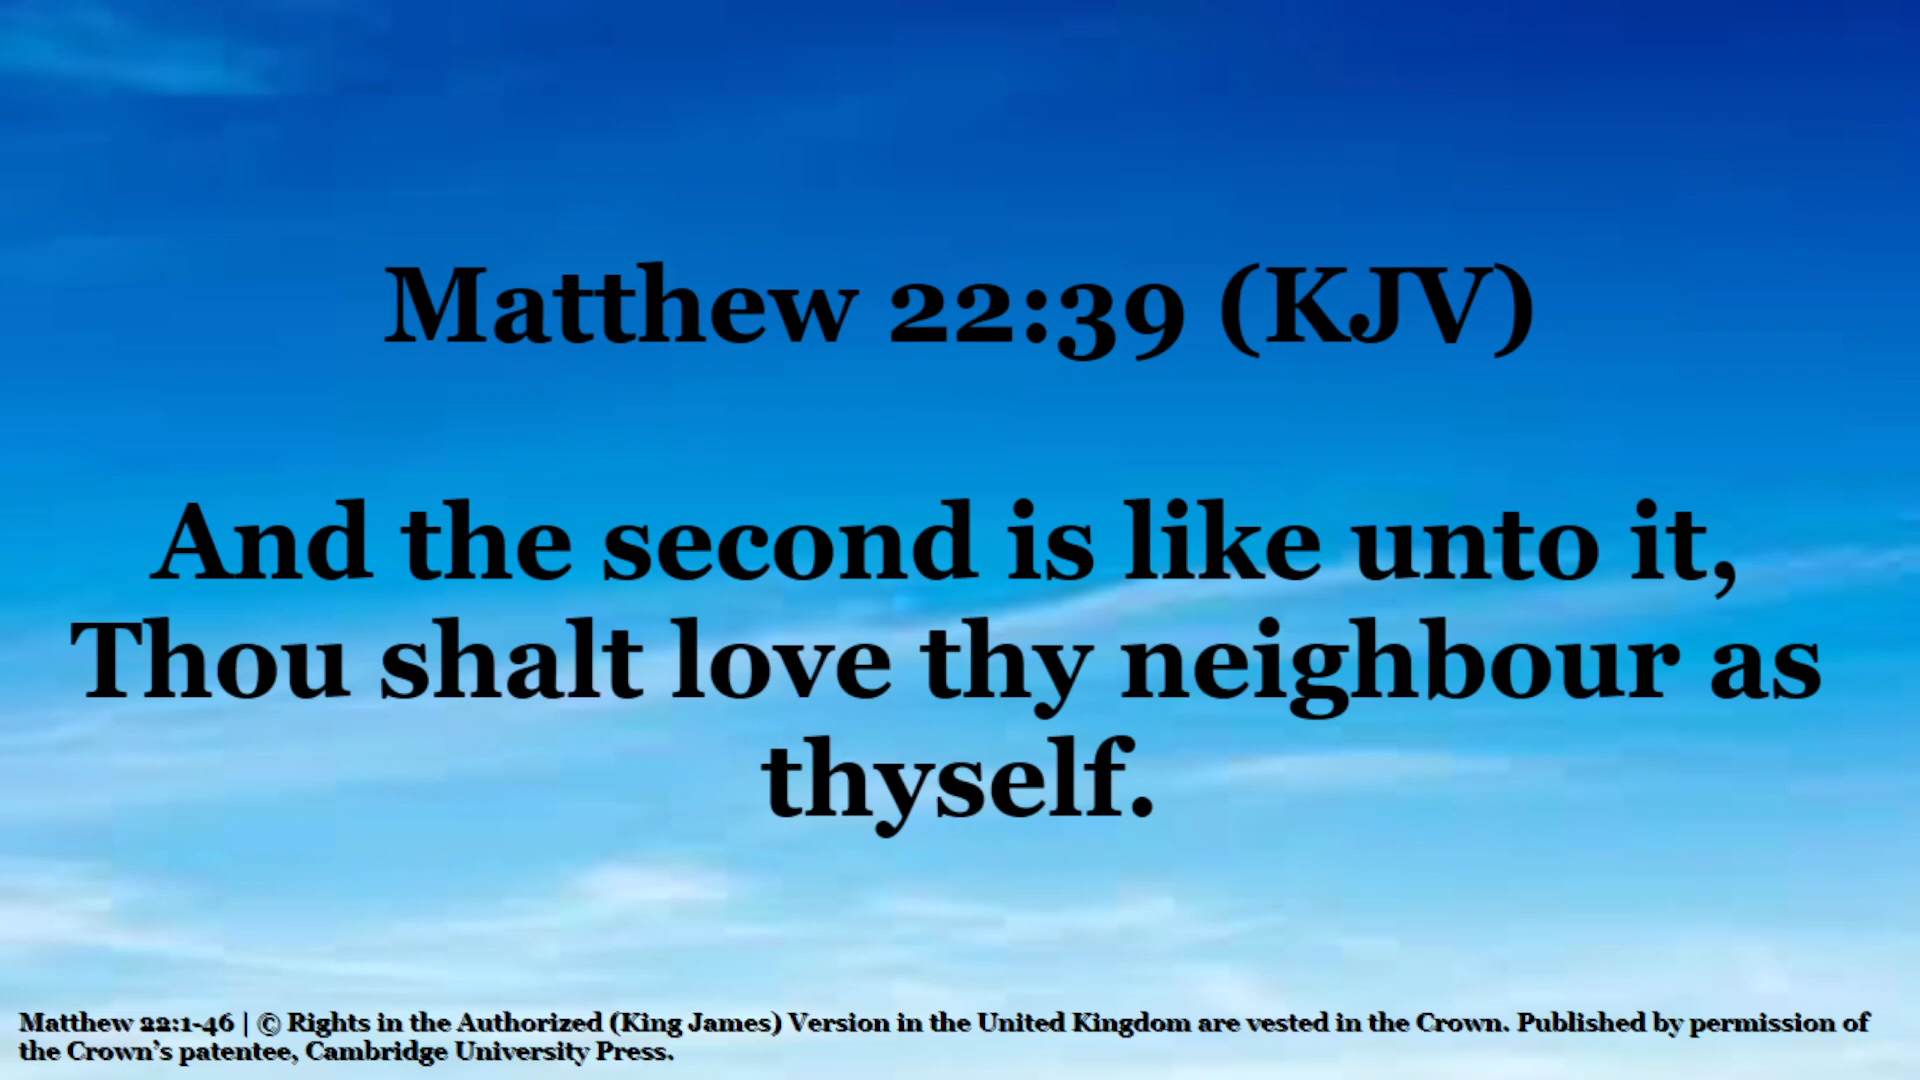 Matthew 22:39 (KJV)
And the second is like unto it,
Thou shalt love thy neighbour as
thyself.
Matthew 22:1-46 | © Rights in the Authorized (King James) Version in the United Kingdom are vested in the Crown. Published by permission of
the Crown’s patentee, Cambridge University Press.